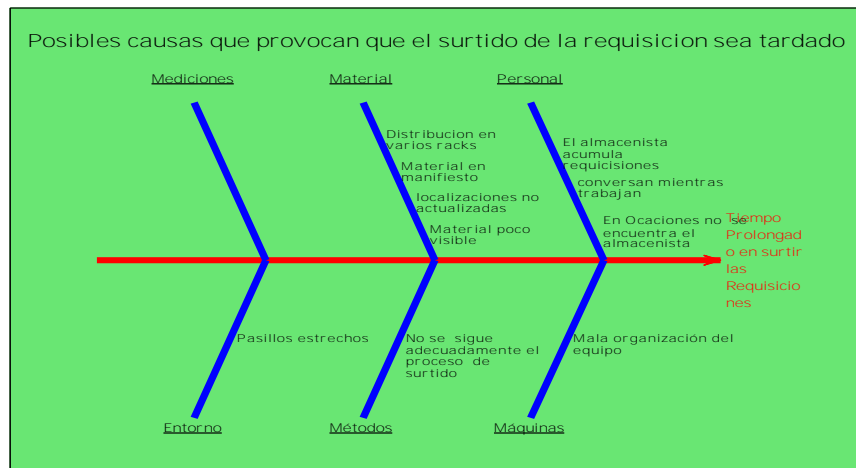 Posibles causas que provocan que el surtido de la requisicion sea tardado
Mediciones
Material
Personal
Distribucion en
varios racks
Material en
manifiesto
localizaciones no
actualizadas
Material poco
visible
El almacenista
acumula
requicisiones
conversan mientras
trabajan
En Ocaciones no se
encuentra el
almacenista
Tiempo
Prolongad
o en surtir
las
Requisicio
nes
Pasillos estrechos
No se sigue
adecuadamente el
proceso de
surtido
Mala organización del
equipo
Entorno
Métodos
Máquinas